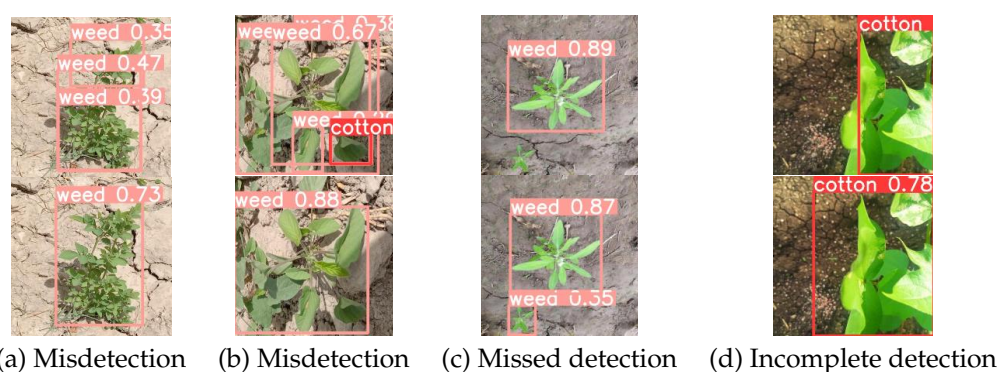 weed 0.35
weed 0.47
weed 0.39
weed 0.67
cotton
weed 0.89
cotton
weed 0.73
weed 0.88
weed 0.87
weed 0.35
cotton 0.78
(a) Misdetection (b) Misdetection (c) Missed detection (d) Incomplete detection